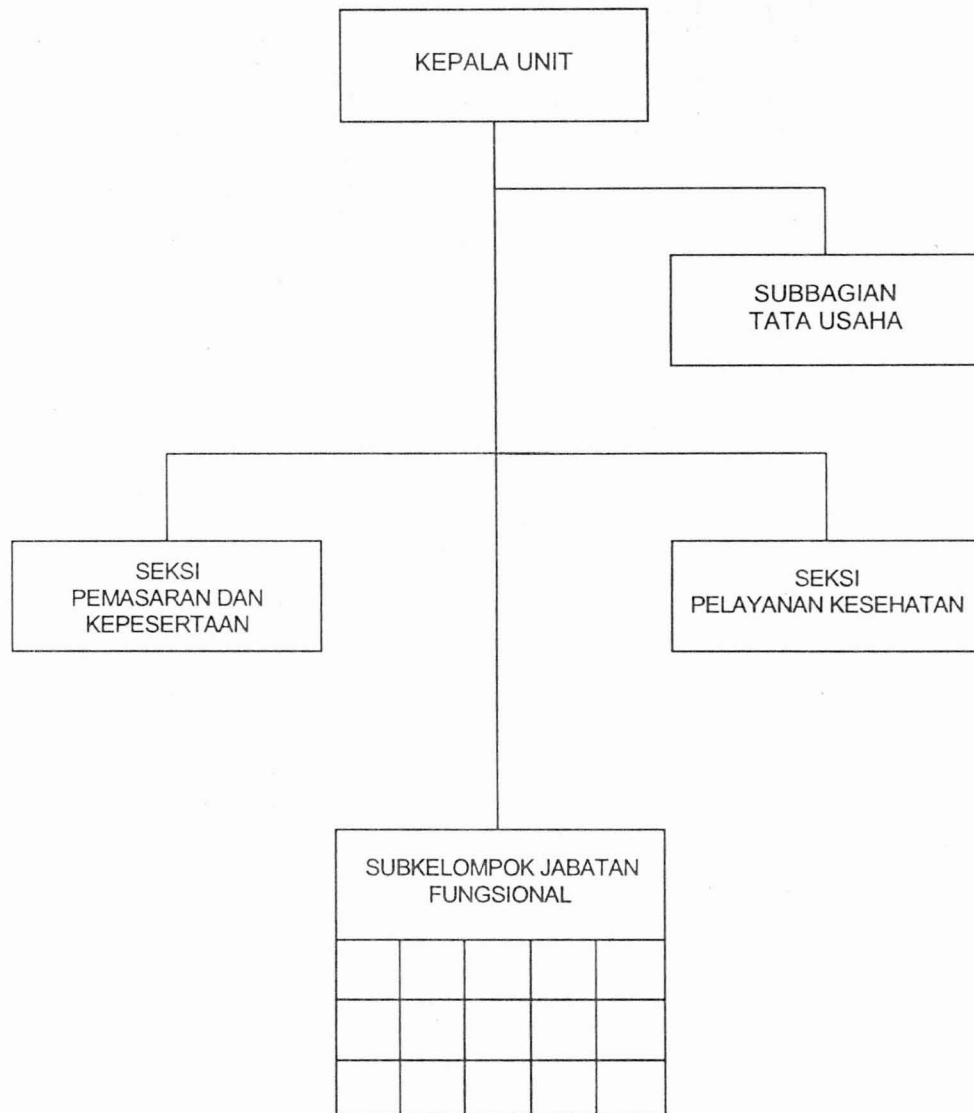 KEPALA UNIT
SUBBAGIAN
TATA USAHA
SEKSI
PEMASARAN DAN
KEPESERTAAN
SEKSI
PELAYANAN KESEHATAN
SUBKELOMPOK JABATAN
FUNGSIONAL